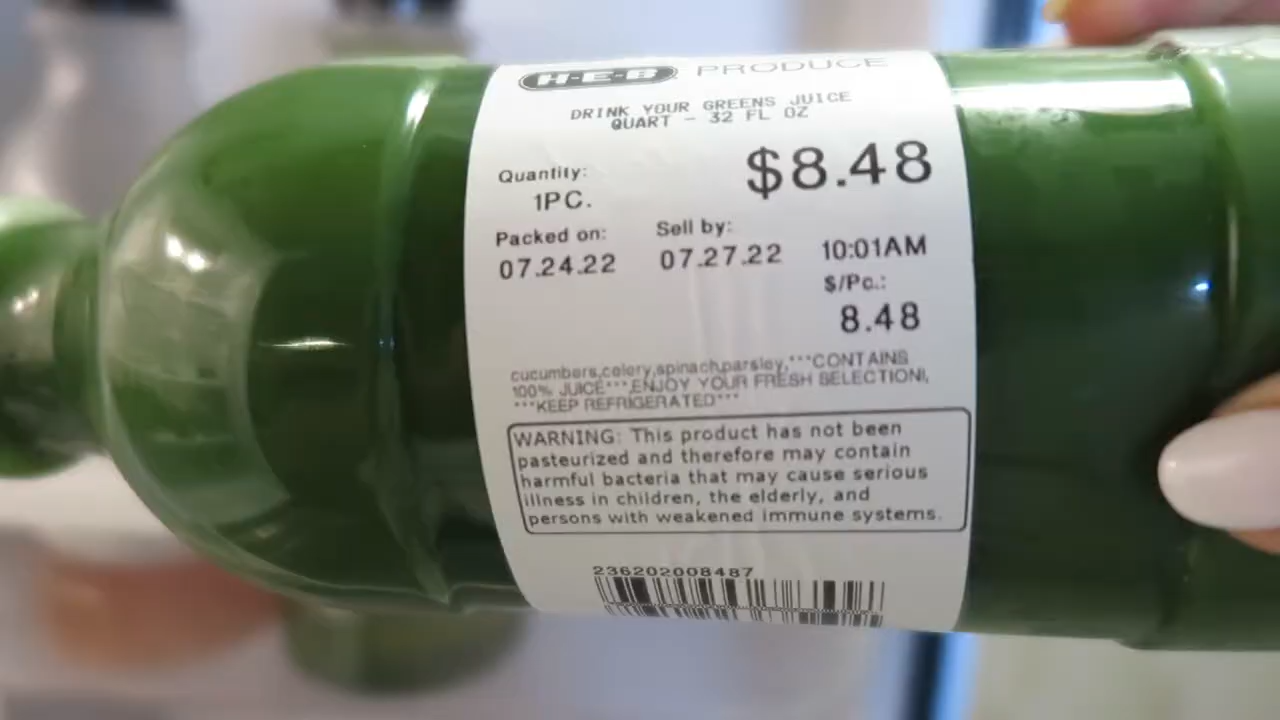 H-E-B PRODUCE
DRINK YOUR GREENS JUICE
QUART - 32 FL OZ
Quantity:
1PC.
$8.48
Packed on:
07.24.22
Sell by:
07.27.22
10:01AM
$/Pc.:
8.48
cucumbers,celery,spinach,parsley,***CONTAINS
100% JUICE***,ENJOY YOUR FRESH SELECTION!,
***KEEP REFRIGERATED***
WARNING: This product has not been
pasteurized and therefore may contain
harmful bacteria that may cause serious
illness in children, the elderly, and
persons with weakened immune systems.
236202008487